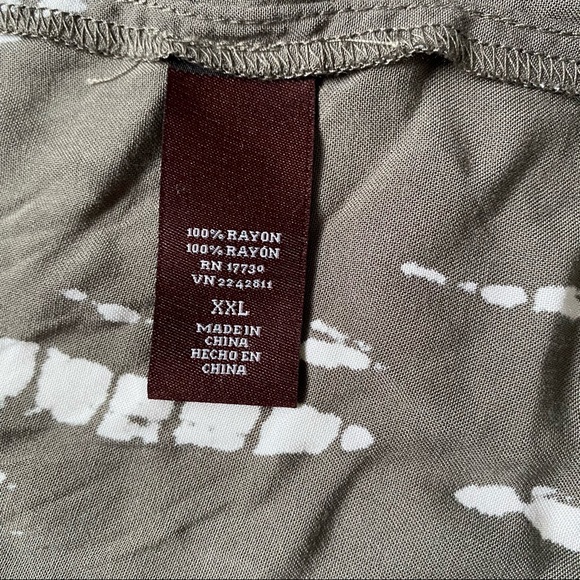 100% RAYON
100% RAYÓN
RN 17730
VN 2242811
XXL
MADE IN
CHINA
HECHO EN
CHINA